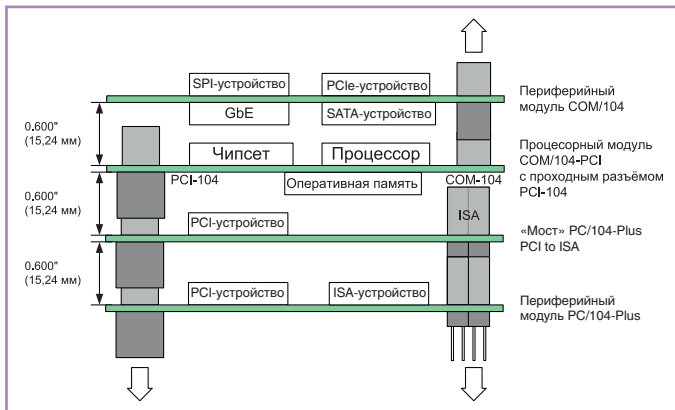 SPI-устройство
PCIe-устройство
GbE
SATA-устройство
Периферийный
модуль COM/104
0.600"
(15,24 мм)
Чипсет
Процессор
Процессорный модуль
COM/104-PCI
с проходным разъёмом
PCI-104
PCI-104
Оперативная память
COM-104
0.600"
(15,24 мм)
ISA
PCI-устройство
«Мост» PC/104-Plus
PCI to ISA
0.600"
(15,24 мм)
PCI-устройство
ISA-устройство
Периферийный
модуль PC/104-Plus